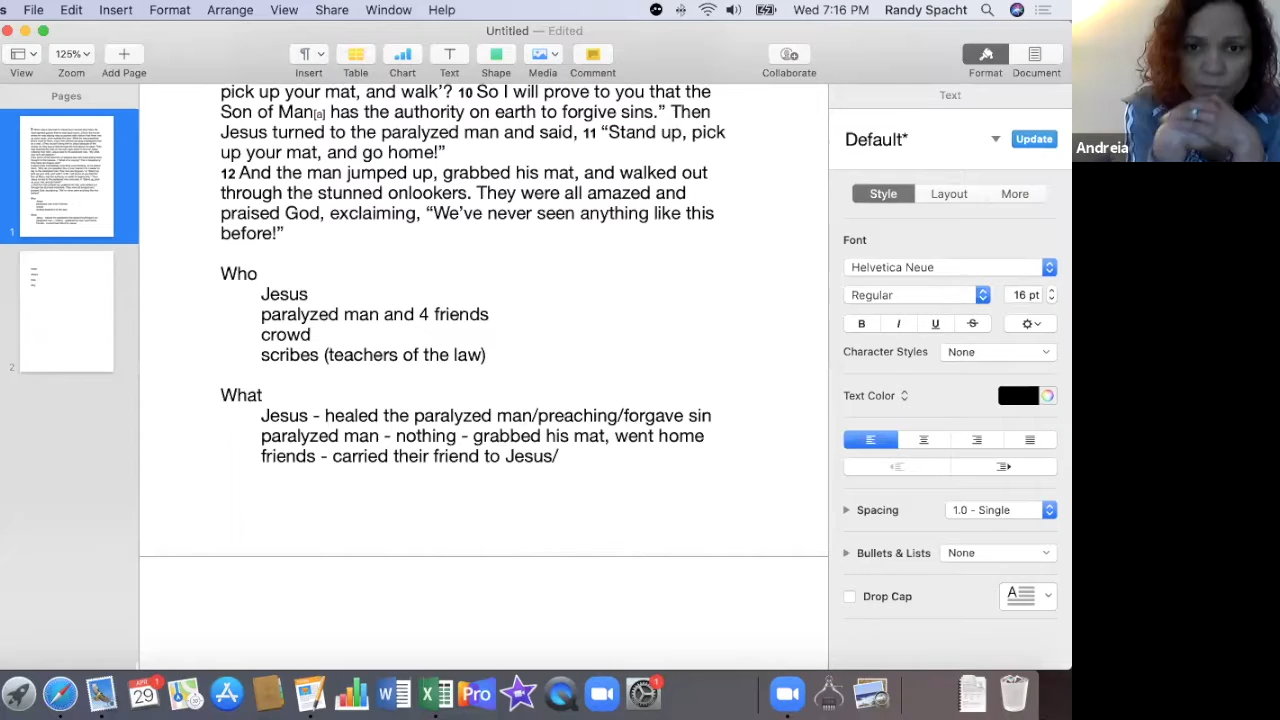 File Edit Insert Format Arrange View Share Window Help Wed 7:16 PM Randy Spacht
Untitled — Edited
125%
View Zoom Add Page Insert Table Chart Text Shape Media Comment Collaborate Format Document
Pages
Text
1
2
pick up your mat, and walk’? 10 So I will prove to you that the
Son of Man[a] has the authority on earth to forgive sins.” Then
Jesus turned to the paralyzed man and said, 11 “Stand up, pick
up your mat, and go home!”
12 And the man jumped up, grabbed his mat, and walked out
through the stunned onlookers. They were all amazed and
praised God, exclaiming, “We’ve never seen anything like this
before!”
Who
Jesus
paralyzed man and 4 friends
crowd
scribes (teachers of the law)
What
Jesus - healed the paralyzed man/preaching/forgave sin
paralyzed man - nothing - grabbed his mat, went home
friends - carried their friend to Jesus/
Default* Update
Style Layout More
Font
Helvetica Neue
Regular 16 pt
B I U S
Character Styles None
Text Color
Spacing 1.0 - Single
Bullets & Lists None
Drop Cap
A
Andreia
APR 1
29
W X Pro 1